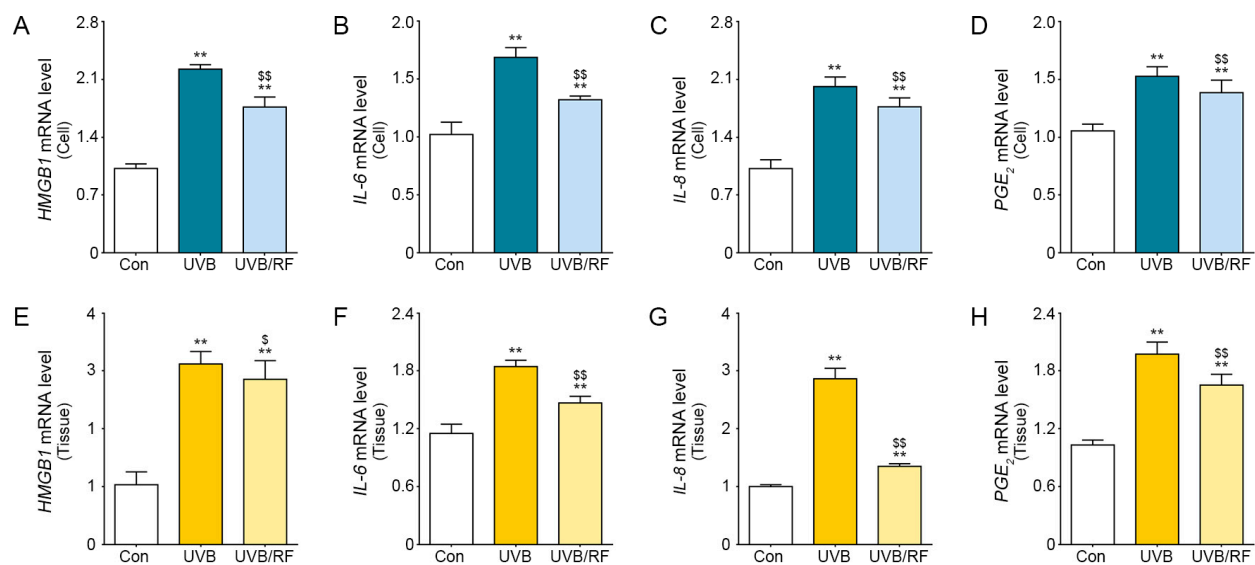 A
HMGB1 mRNA level
(Cell)
2.8
2.1
1.4
0.7
0
**
$$
**
Con UVB UVB/RF
B
IL-6 mRNA level
(Cell)
2.0
1.5
1.0
0.5
0
**
$$
**
Con UVB UVB/RF
C
IL-8 mRNA level
(Cell)
2.8
2.1
1.4
0.7
0
**
$$
**
Con UVB UVB/RF
D
PGE2 mRNA level
(Cell)
2.0
1.5
1.0
0.5
0
**
$$
**
Con UVB UVB/RF
E
HMGB1 mRNA level
(Tissue)
4
3
1
1
0
**
$
**
Con UVB UVB/RF
F
IL-6 mRNA level
(Tissue)
2.4
1.8
1.2
0.6
0
**
$$
**
Con UVB UVB/RF
G
IL-8 mRNA level
(Tissue)
4
3
2
1
0
**
$$
**
Con UVB UVB/RF
H
PGE2 mRNA level
(Tissue)
2.4
1.8
1.2
0.6
0
**
$$
**
Con UVB UVB/RF